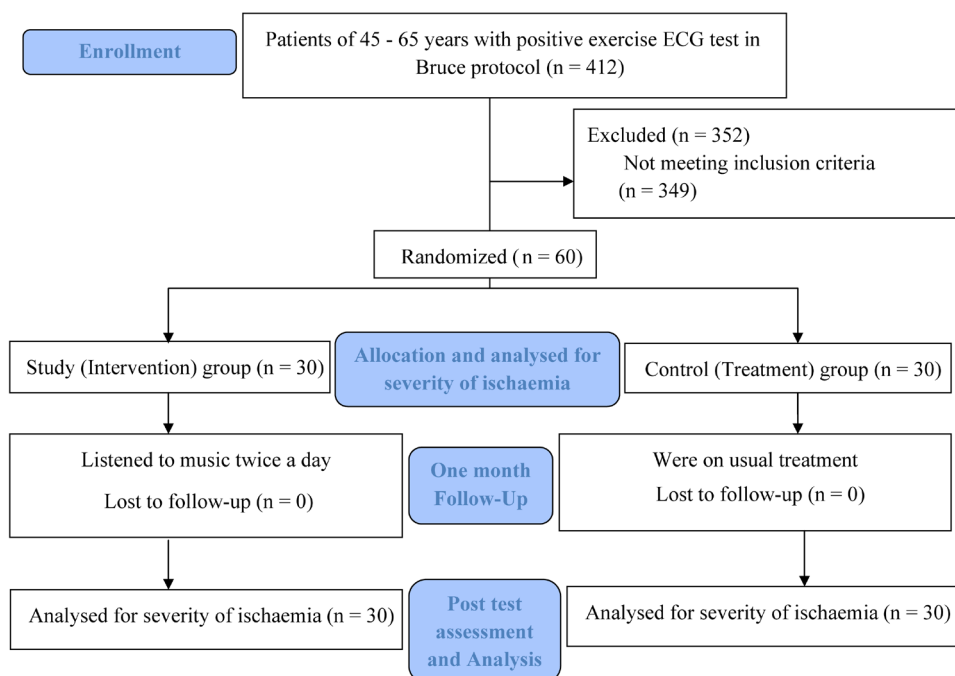 Enrollment
Patients of 45 - 65 years with positive exercise ECG test in
Bruce protocol (n = 412)
Excluded (n = 352)
Not meeting inclusion criteria
(n = 349)
Randomized (n = 60)
Study (Intervention) group (n = 30)
Allocation and analysed for
severity of ischaemia
Control (Treatment) group (n = 30)
Listened to music twice a day
Lost to follow-up (n = 0)
One month
Follow-Up
Were on usual treatment
Lost to follow-up (n = 0)
Analysed for severity of ischaemia (n = 30)
Post test
assessment
and Analysis
Analysed for severity of ischaemia (n = 30)